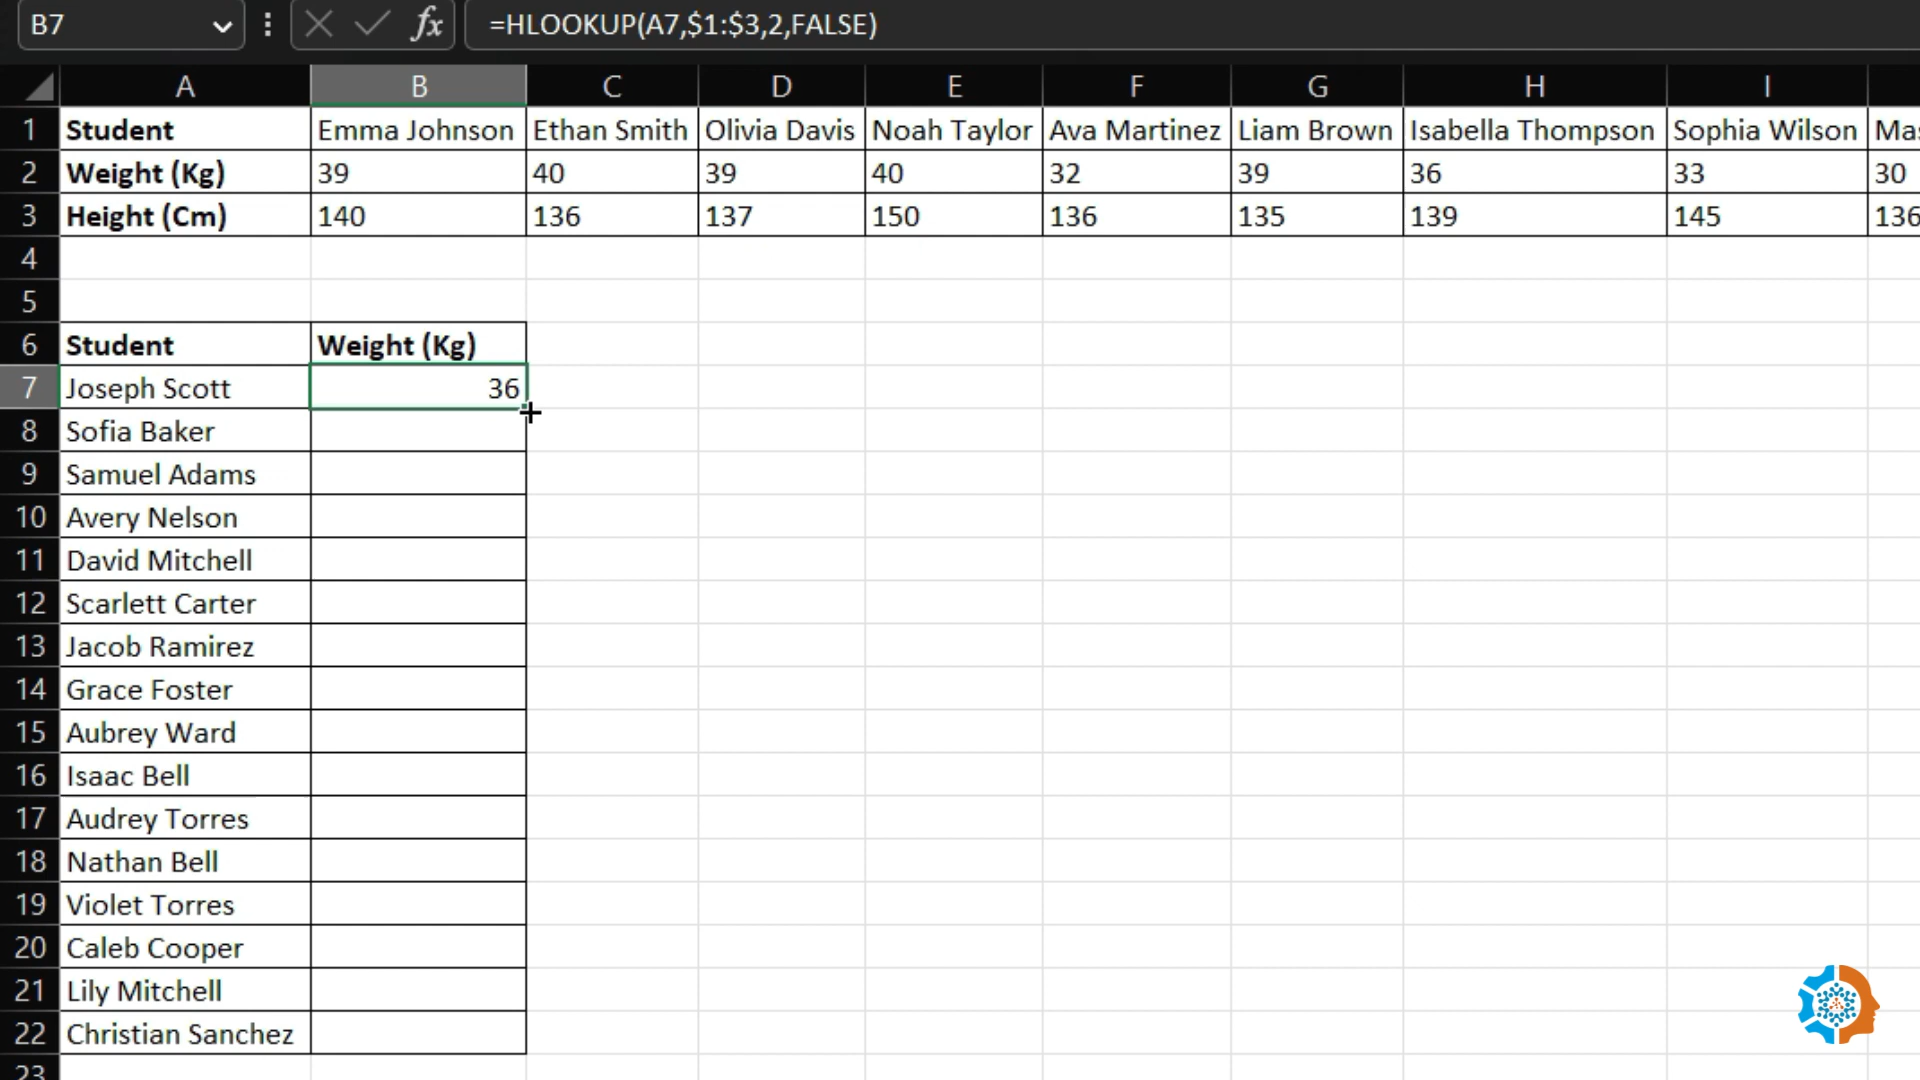 B7 fx =HLOOKUP(A7,$1:$3,2,FALSE)
A B C D E F G H I
1 Student Emma Johnson Ethan Smith Olivia Davis Noah Taylor Ava Martinez Liam Brown Isabella Thompson Sophia Wilson
2 Weight (Kg) 39 40 39 40 32 39 36 33 30
3 Height (Cm) 140 136 137 150 136 135 139 145 136
4
5
6 Student Weight (Kg)
7 Joseph Scott 36
8 Sofia Baker
9 Samuel Adams
10 Avery Nelson
11 David Mitchell
12 Scarlett Carter
13 Jacob Ramirez
14 Grace Foster
15 Aubrey Ward
16 Isaac Bell
17 Audrey Torres
18 Nathan Bell
19 Violet Torres
20 Caleb Cooper
21 Lily Mitchell
22 Christian Sanchez
23